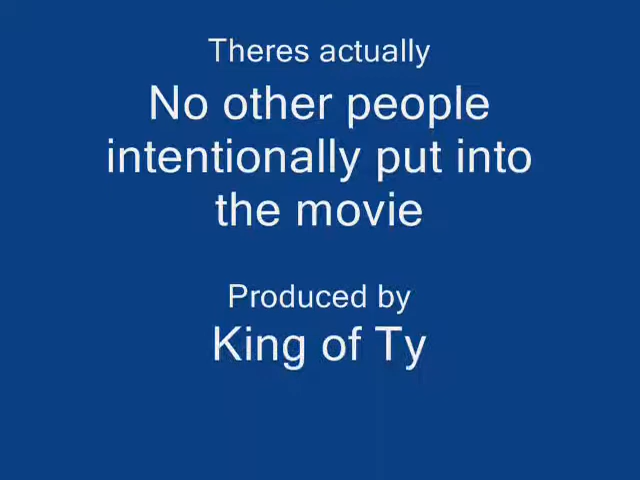 Theres actually
No other people
intentionally put into
the movie
Produced by
King of Ty